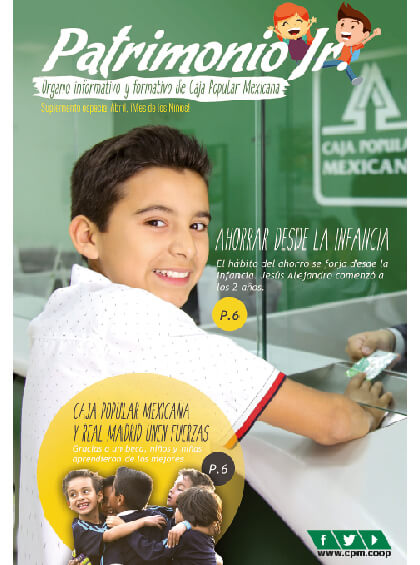 Patrimonio Jr.
Órgano informativo y formativo de Caja Popular Mexicana
Suplemento especial Abril, ¡Mes de los Niños!
CAJA POPULAR
MEXICANA
AHORRAR DESDE LA INFANCIA
El hábito del ahorro se forja desde la
infancia. Jesús Alejandro comenzó a
los 2 años.
P.6
CAJA POPULAR MEXICANA
Y REAL MADRID UNEN FUERZAS
Gracias a un beca, niños y niñas
aprendieron de los mejores
P.6
www.cpm.coop